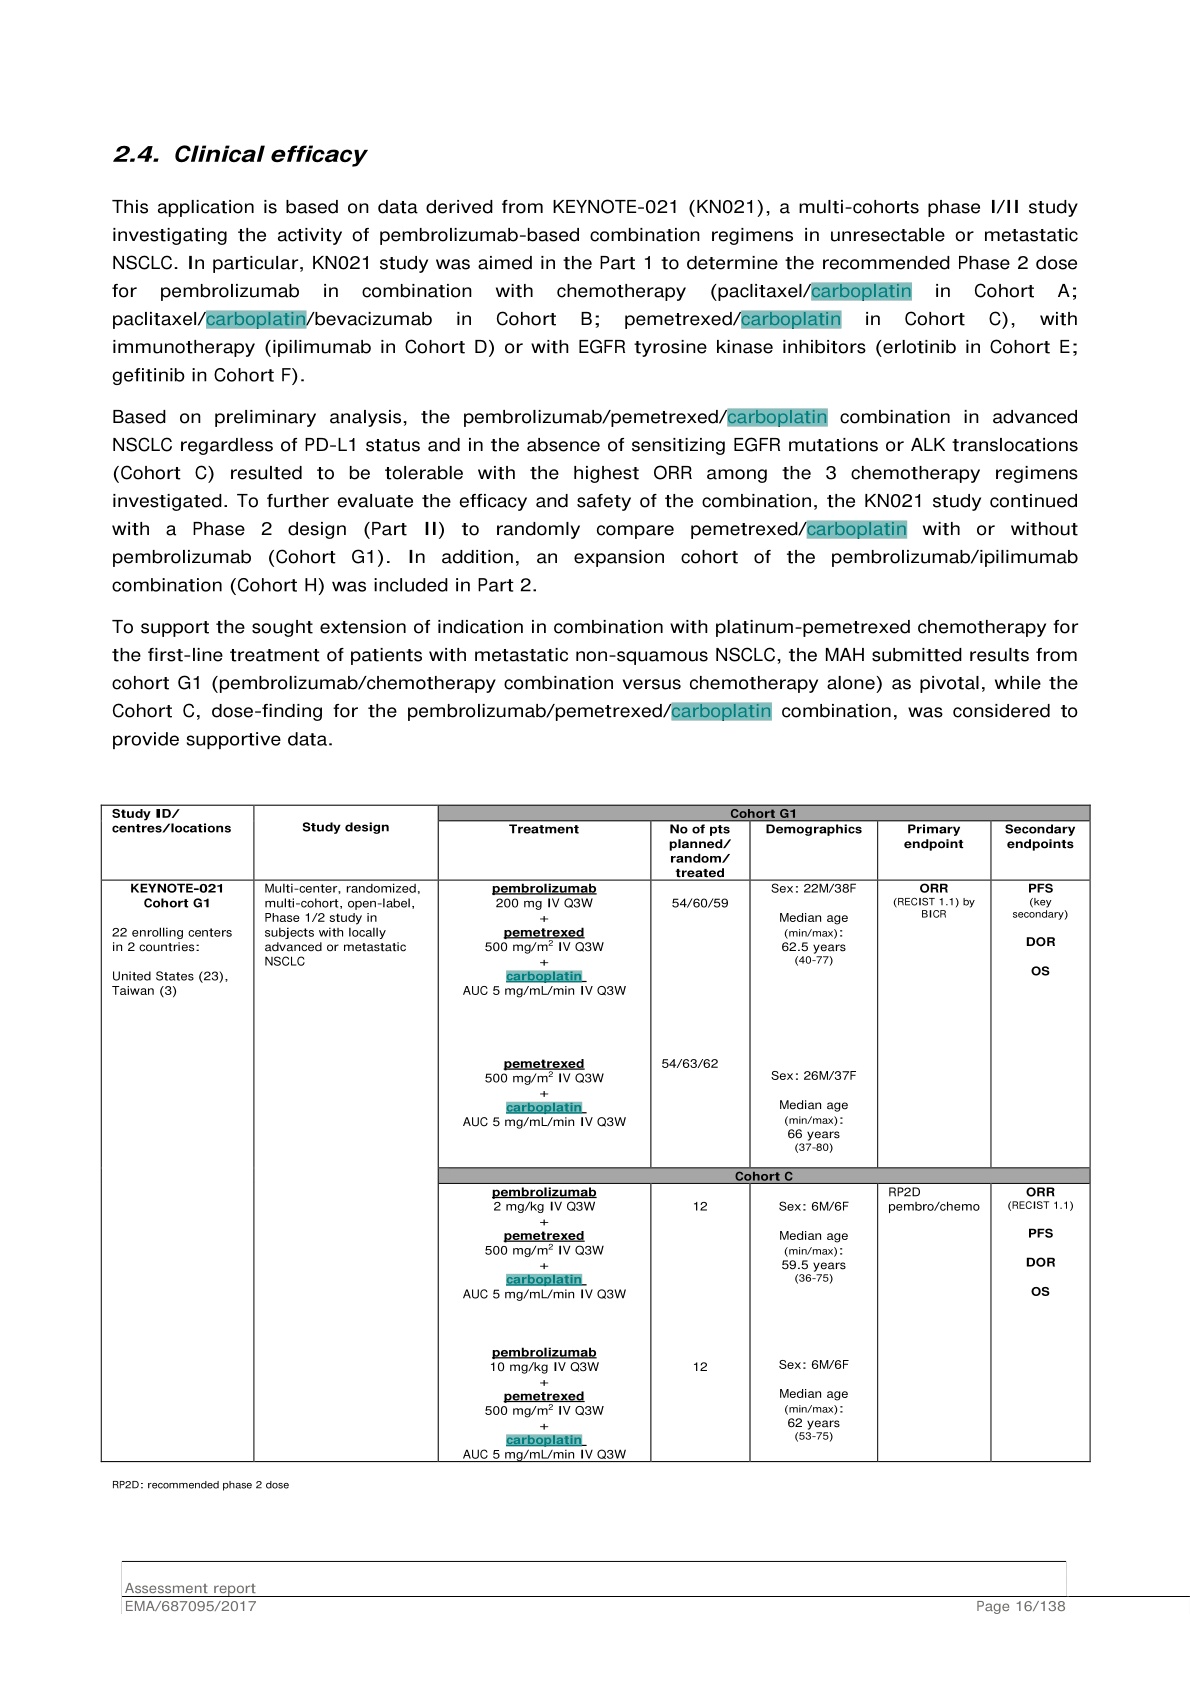 2.4. Clinical efficacy
This application is based on data derived from KEYNOTE-021 (KN021), a multi-cohorts phase I/II study
investigating the activity of pembrolizumab-based combination regimens in unresectable or metastatic
NSCLC. In particular, KN021 study was aimed in the Part 1 to determine the recommended Phase 2 dose
for pembrolizumab in combination with chemotherapy (paclitaxel/carboplatin in Cohort A;
paclitaxel/carboplatin/bevacizumab in Cohort B; pemetrexed/carboplatin in Cohort C), with
immunotherapy (ipilimumab in Cohort D) or with EGFR tyrosine kinase inhibitors (erlotinib in Cohort E;
gefitinib in Cohort F).
Based on preliminary analysis, the pembrolizumab/pemetrexed/carboplatin combination in advanced
NSCLC regardless of PD-L1 status and in the absence of sensitizing EGFR mutations or ALK translocations
(Cohort C) resulted to be tolerable with the highest ORR among the 3 chemotherapy regimens
investigated. To further evaluate the efficacy and safety of the combination, the KN021 study continued
with a Phase 2 design (Part II) to randomly compare pemetrexed/carboplatin with or without
pembrolizumab (Cohort G1). In addition, an expansion cohort of the pembrolizumab/ipilimumab
combination (Cohort H) was included in Part 2.
To support the sought extension of indication in combination with platinum-pemetrexed chemotherapy for
the first-line treatment of patients with metastatic non-squamous NSCLC, the MAH submitted results from
cohort G1 (pembrolizumab/chemotherapy combination versus chemotherapy alone) as pivotal, while the
Cohort C, dose-finding for the pembrolizumab/pemetrexed/carboplatin combination, was considered to
provide supportive data.
Study ID/
centres/locations
Study design
Cohort G1
Treatment
No of pts
planned/
random/
treated
Demographics
Primary
endpoint
Secondary
endpoints
KEYNOTE-021
Cohort G1
22 enrolling centers
in 2 countries:
United States (23),
Taiwan (3)
Multi-center, randomized,
multi-cohort, open-label,
Phase 1/2 study in
subjects with locally
advanced or metastatic
NSCLC
pembrolizumab
200 mg IV Q3W
+
pemetrexed
500 mg/m² IV Q3W
+
carboplatin
AUC 5 mg/mL/min IV Q3W
54/60/59
Sex: 22M/38F
Median age
(min/max):
62.5 years
(40-77)
ORR
(RECIST 1.1) by
BICR
PFS
(key
secondary)
DOR
OS
pemetrexed
500 mg/m² IV Q3W
+
carboplatin
AUC 5 mg/mL/min IV Q3W
54/63/62
Sex: 26M/37F
Median age
(min/max):
66 years
(37-80)
Cohort C
pembrolizumab
2 mg/kg IV Q3W
+
pemetrexed
500 mg/m² IV Q3W
+
carboplatin
AUC 5 mg/mL/min IV Q3W
12
Sex: 6M/6F
Median age
(min/max):
59.5 years
(36-75)
RP2D
pembro/chemo
ORR
(RECIST 1.1)
PFS
DOR
OS
pembrolizumab
10 mg/kg IV Q3W
+
pemetrexed
500 mg/m² IV Q3W
+
carboplatin
AUC 5 mg/mL/min IV Q3W
12
Sex: 6M/6F
Median age
(min/max):
62 years
(53-75)
RP2D: recommended phase 2 dose
Assessment report
EMA/687095/2017
Page 16/138